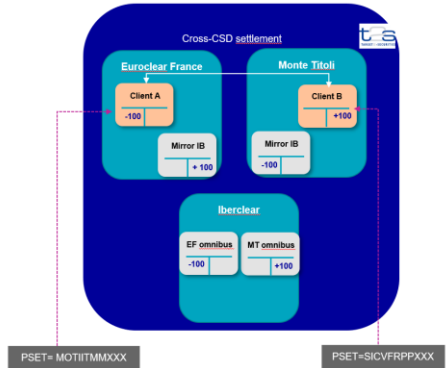 t2s
Cross-CSD settlement
Euroclear France
Monte Titoli
Client A
-100
Client B
+100
Mirror IB
+ 100
Mirror IB
-100
Iberclear
EF omnibus
-100
MT omnibus
+100
PSET= MOTIITMMXXX
PSET=SICVFRPPXXX